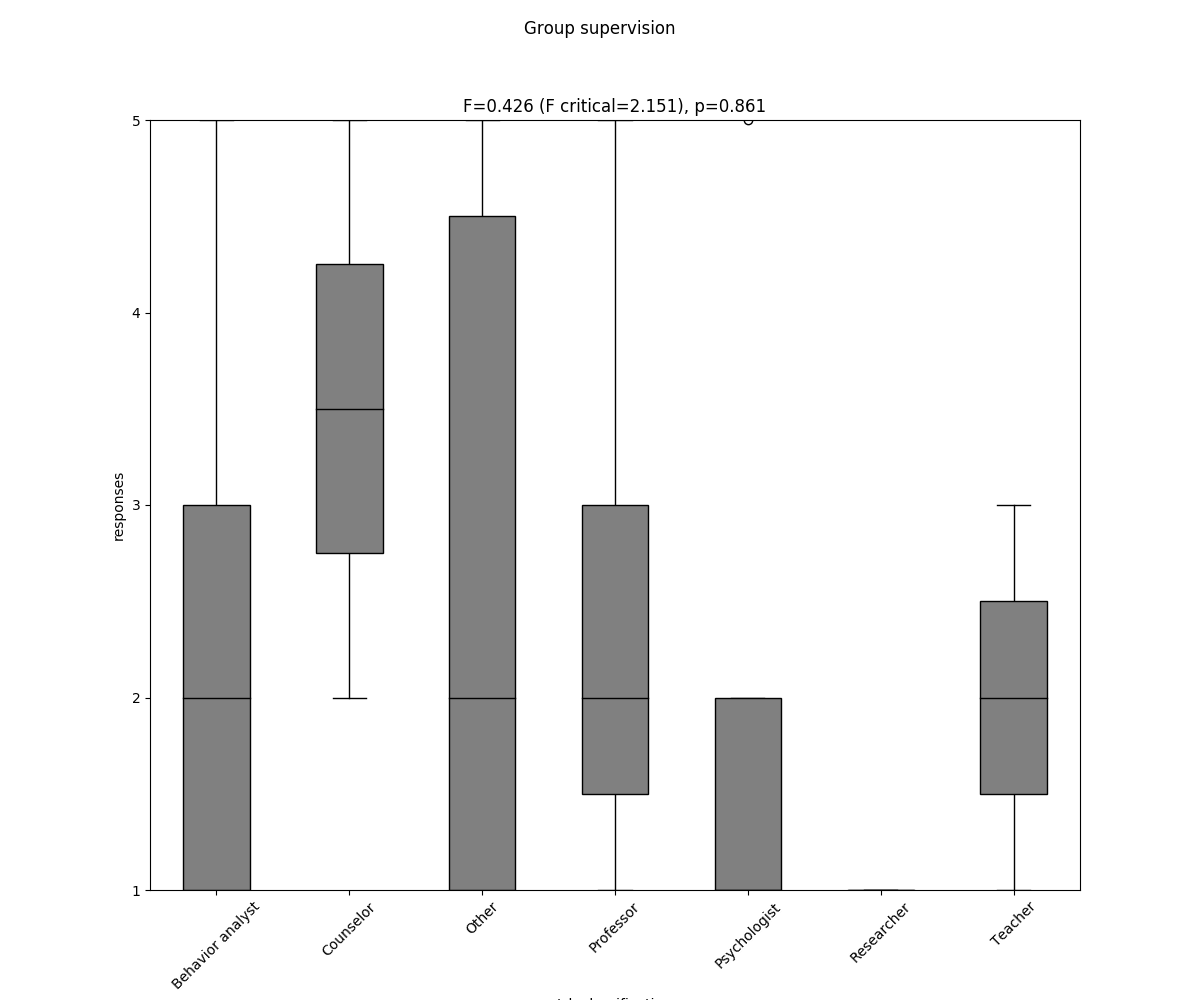 Group supervision
F=0.426 (F critical=2.151), p=0.861
5
4
3
2
1
responses
Behavior analyst
Counselor
Other
Professor
Psychologist
Researcher
Teacher